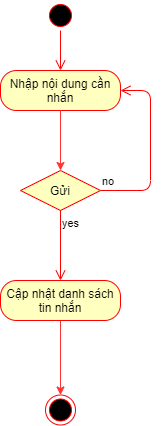 Nhập nội dung cần
nhắn
Gửi
no
yes
Cập nhật danh sách
tin nhắn